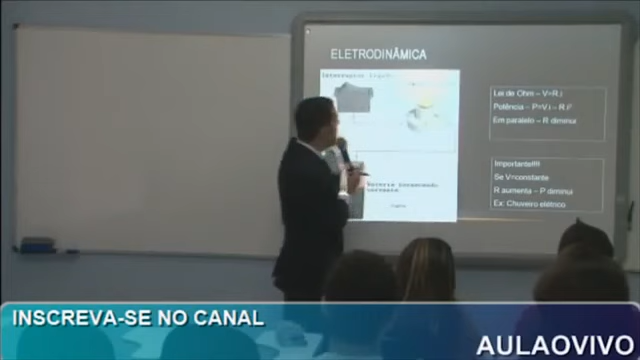 ELETRODINÂMICA
Lei de Ohm – V=R.i
Potência – P=V.i – R.i²
Em paralelo – R diminui
Importante!!!!
Se V=constante
R aumenta – P diminui
Ex: Chuveiro elétrico
INSCREVA-SE NO CANAL
AULAOVIVO